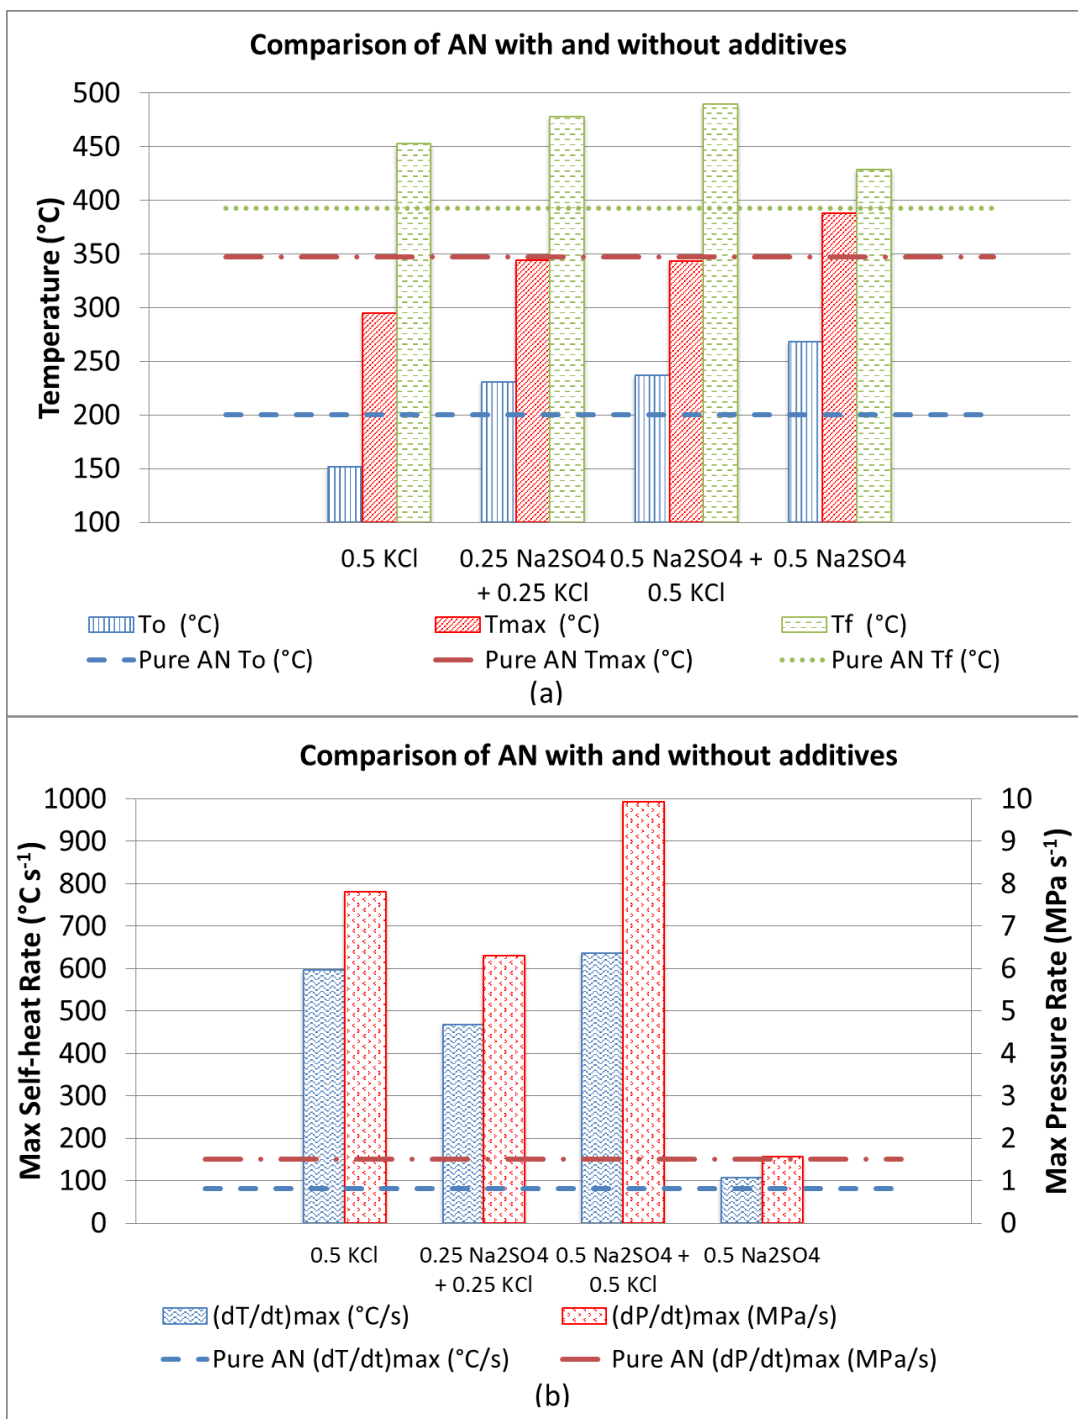 Comparison of AN with and without additives
Temperature (°C)
500
450
400
350
300
250
200
150
100
0.5 KCl
0.25 Na2SO4
+ 0.25 KCl
0.5 Na2SO4 +
0.5 KCl
0.5 Na2SO4
To (°C)
Tmax (°C)
Tf (°C)
Pure AN To (°C)
Pure AN Tmax (°C)
Pure AN Tf (°C)
(a)
Comparison of AN with and without additives
Max Self-heat Rate (°C s-1)
1000
900
800
700
600
500
400
300
200
100
0
10
9
8
7
6
5
4
3
2
1
0
Max Pressure Rate (MPa s-1)
0.5 KCl
0.25 Na2SO4
+ 0.25 KCl
0.5 Na2SO4 +
0.5 KCl
0.5 Na2SO4
(dT/dt)max (°C/s)
(dP/dt)max (MPa/s)
Pure AN (dT/dt)max (°C/s)
Pure AN (dP/dt)max (MPa/s)
(b)